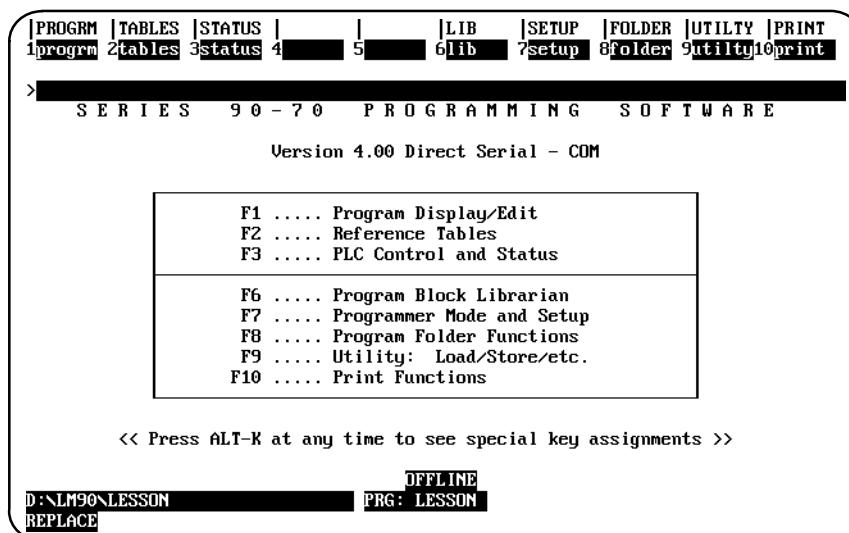 |PROGRM |TABLES |STATUS | | |LIB |SETUP |FOLDER |UTILTY |PRINT
1progrm 2tables 3status 4 5 6lib 7setup 8folder 9utilty10print
>
S E R I E S 9 0 - 7 0 P R O G R A M M I N G S O F T W A R E
Version 4.00 Direct Serial - COM
F1 ..... Program Display/Edit
F2 ..... Reference Tables
F3 ..... PLC Control and Status
F6 ..... Program Block Librarian
F7 ..... Programmer Mode and Setup
F8 ..... Program Folder Functions
F9 ..... Utility: Load/Store/etc.
F10 ..... Print Functions
<< Press ALT-K at any time to see special key assignments >>
OFFLINE
D:\LM90\LESSON PRG: LESSON
REPLACE